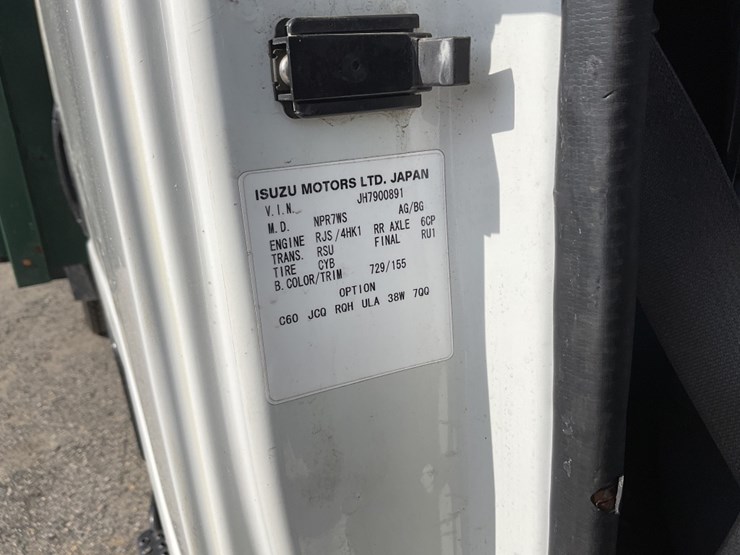 ISUZU MOTORS LTD. JAPAN
V.I.N. JH7900891
M.D. NPR7WS AG/BG
ENGINE RJS/4HK1 RR AXLE 6CP
TRANS. RSU FINAL RU1
TIRE CYB
B.COLOR/TRIM 729/155
OPTION
C60 JCQ RQH ULA 38W 7QQ